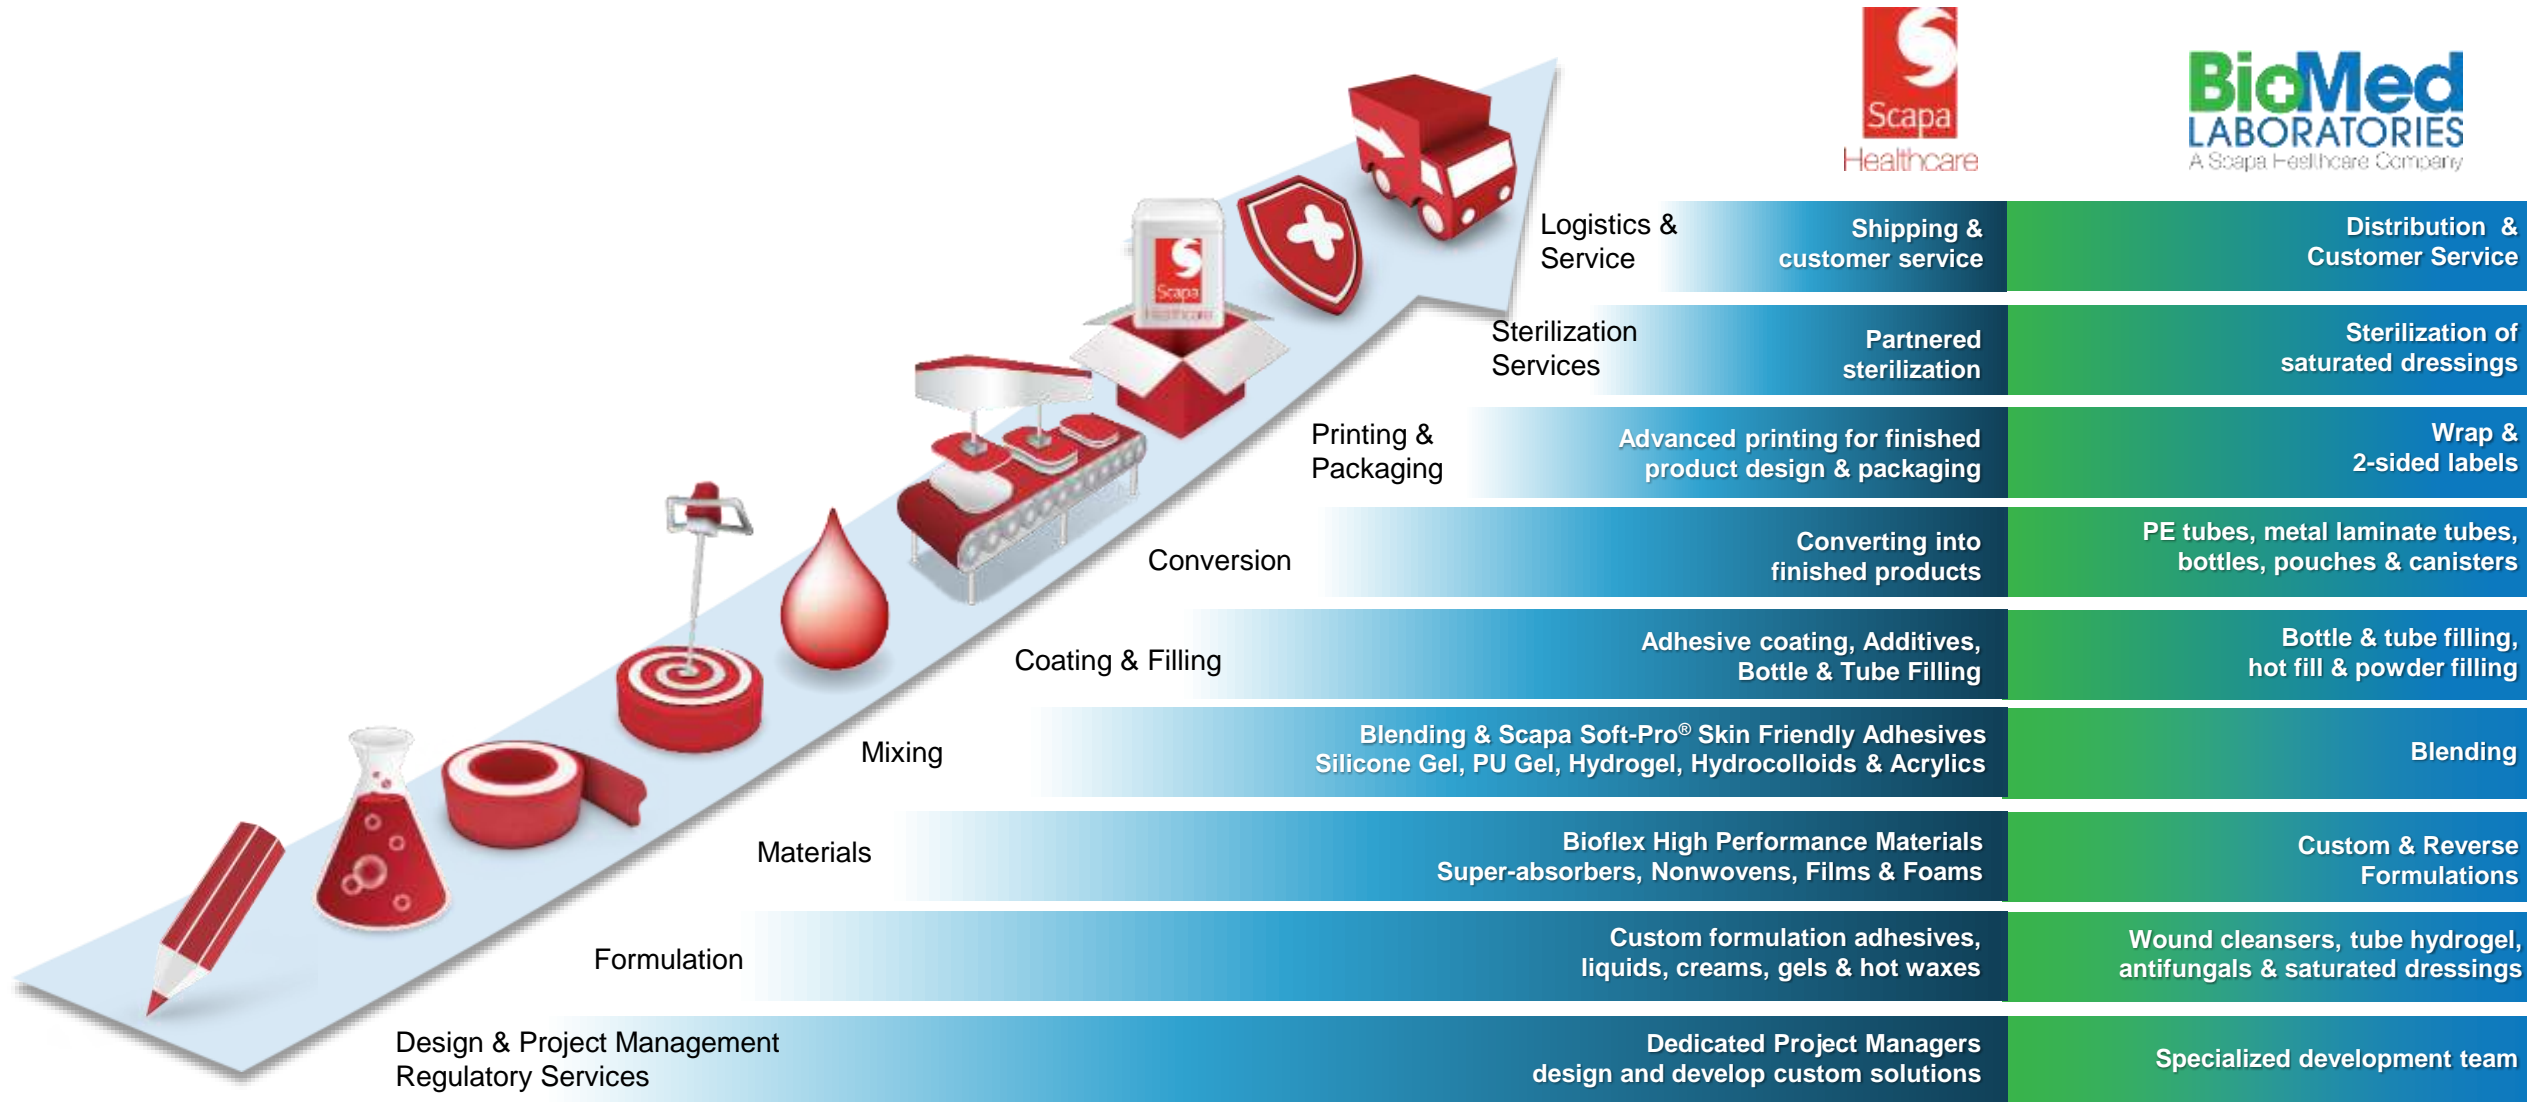 Scapa
Healthcare
BioMed
LABORATORIES
A Scapa Healthcare Company
Scapa
Healthcare
Logistics &
Service
Shipping &
customer service
Distribution &
Customer Service
Sterilization
Services
Partnered
sterilization
Sterilization of
saturated dressings
Printing &
Packaging
Advanced printing for finished
product design & packaging
Wrap &
2-sided labels
Conversion
Converting into
finished products
PE tubes, metal laminate tubes,
bottles, pouches & canisters
Coating & Filling
Adhesive coating, Additives,
Bottle & Tube Filling
Bottle & tube filling,
hot fill & powder filling
Mixing
Blending & Scapa Soft-Pro® Skin Friendly Adhesives
Silicone Gel, PU Gel, Hydrogel, Hydrocolloids & Acrylics
Blending
Materials
Bioflex High Performance Materials
Super-absorbers, Nonwovens, Films & Foams
Custom & Reverse
Formulations
Formulation
Custom formulation adhesives,
liquids, creams, gels & hot waxes
Wound cleansers, tube hydrogel,
antifungals & saturated dressings
Design & Project Management
Regulatory Services
Dedicated Project Managers
design and develop custom solutions
Specialized development team